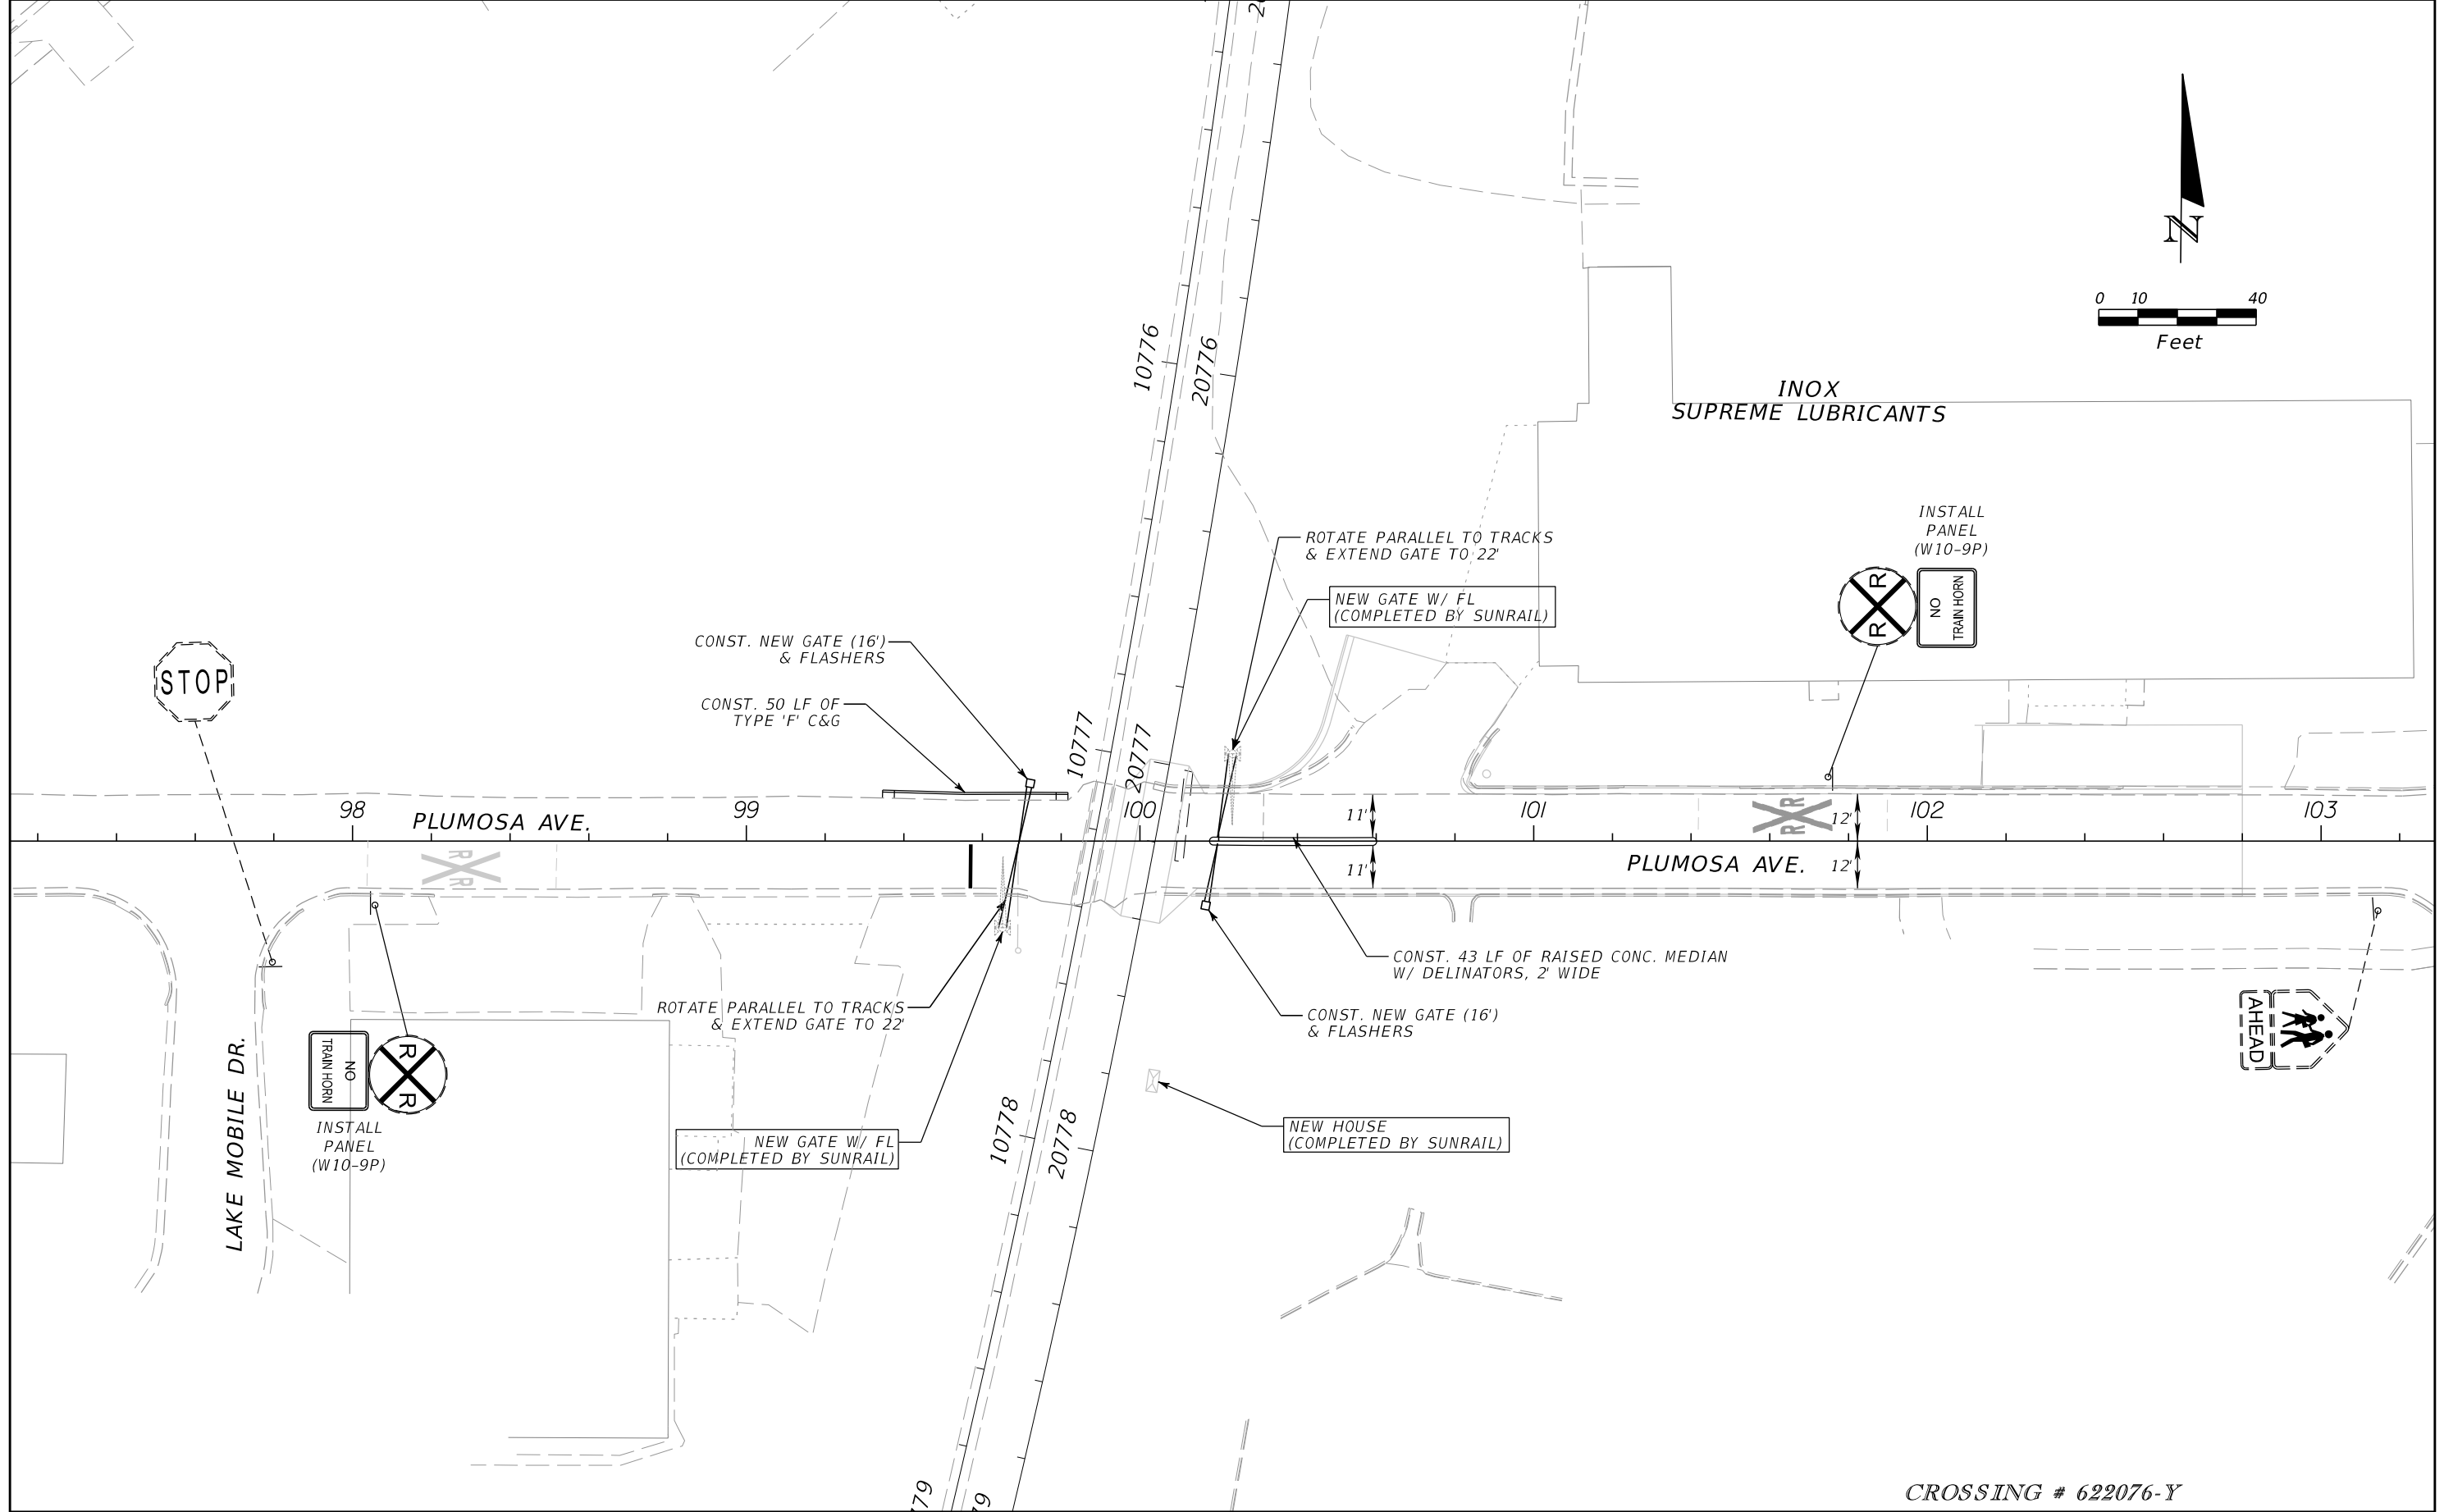 20
N
0 10 40
Feet
10776
20776
INOX
SUPREME LUBRICANTS
INSTALL
PANEL
(W10-9P)
R R
NO
TRAIN HORN
ROTATE PARALLEL TO TRACKS
& EXTEND GATE TO 22'
NEW GATE W/ FL
(COMPLETED BY SUNRAIL)
CONST. NEW GATE (16')
& FLASHERS
STOP
CONST. 50 LF OF
TYPE 'F' C&G
10777
20777
98
99
100
101
102
103
PLUMOSA AVE.
11'
12'
R R
R R
11'
12'
PLUMOSA AVE.
CONST. 43 LF OF RAISED CONC. MEDIAN
W/ DELINATORS, 2' WIDE
ROTATE PARALLEL TO TRACKS
& EXTEND GATE TO 22'
CONST. NEW GATE (16')
& FLASHERS
AHEAD
LAKE MOBILE DR.
NO
TRAIN HORN
R R
INSTALL
PANEL
(W10-9P)
NEW GATE W/ FL
(COMPLETED BY SUNRAIL)
10778
20778
NEW HOUSE
(COMPLETED BY SUNRAIL)
779
9
CROSSING # 622076-Y